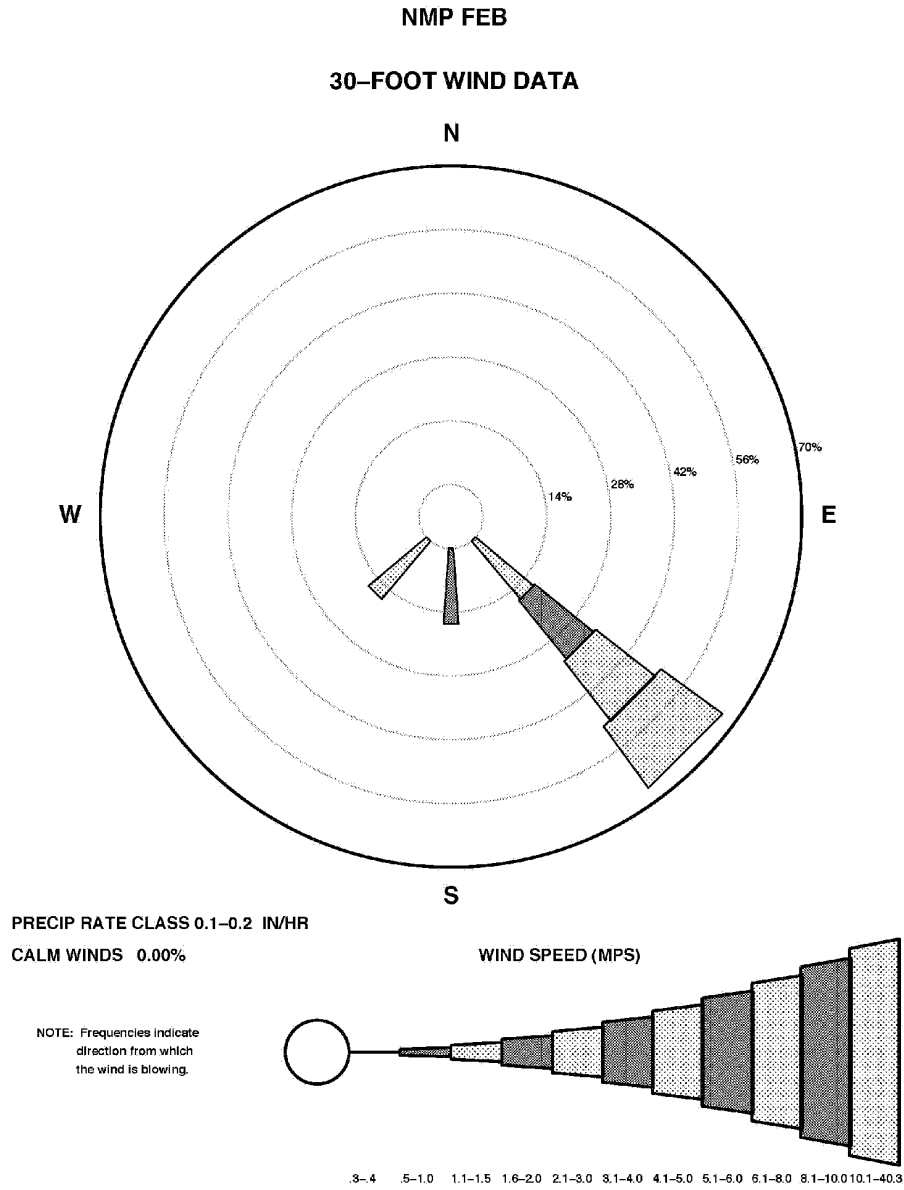 NMP FEB
30–FOOT WIND DATA
N
70%
56%
42%
28%
14%
W
E
S
PRECIP RATE CLASS 0.1–0.2 IN/HR
CALM WINDS 0.00%
WIND SPEED (MPS)
NOTE: Frequencies indicate
direction from which
the wind is blowing.
.3–.4 .5–1.0 1.1–1.5 1.6–2.0 2.1–3.0 3.1–4.0 4.1–5.0 5.1–6.0 6.1–8.0 8.1–10.0 10.1–40.3